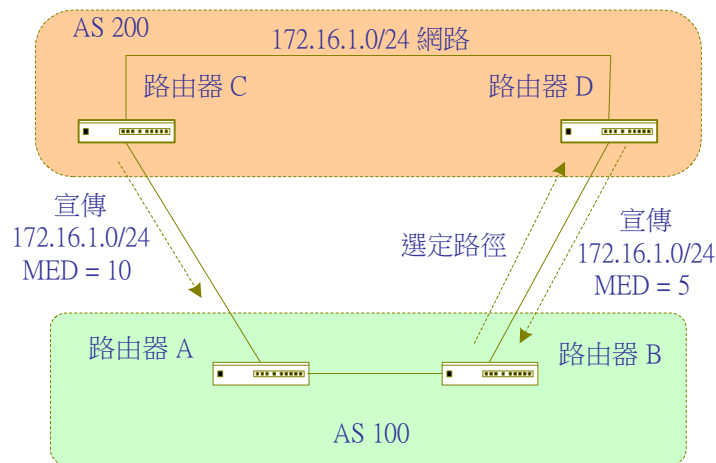 AS 200
172.16.1.0/24 網路
路由器 C
路由器 D
宣傳
172.16.1.0/24
MED = 10
選定路徑
宣傳
172.16.1.0/24
MED = 5
路由器 A
路由器 B
AS 100